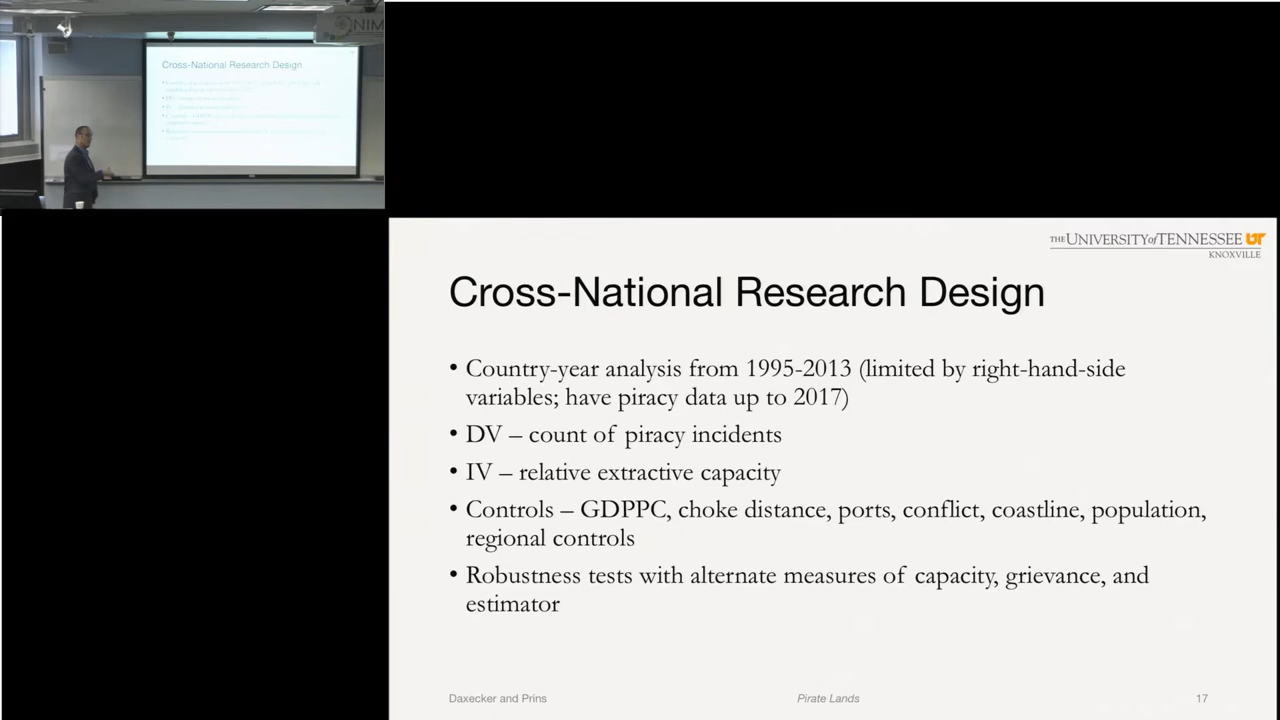 NIM
Cross-National Research Design
THE UNIVERSITY of TENNESSEE UT
KNOXVILLE
Cross-National Research Design
• Country-year analysis from 1995-2013 (limited by right-hand-side
variables; have piracy data up to 2017)
• DV – count of piracy incidents
• IV – relative extractive capacity
• Controls – GDPPC, choke distance, ports, conflict, coastline, population,
regional controls
• Robustness tests with alternate measures of capacity, grievance, and
estimator
Daxecker and Prins
Pirate Lands
17